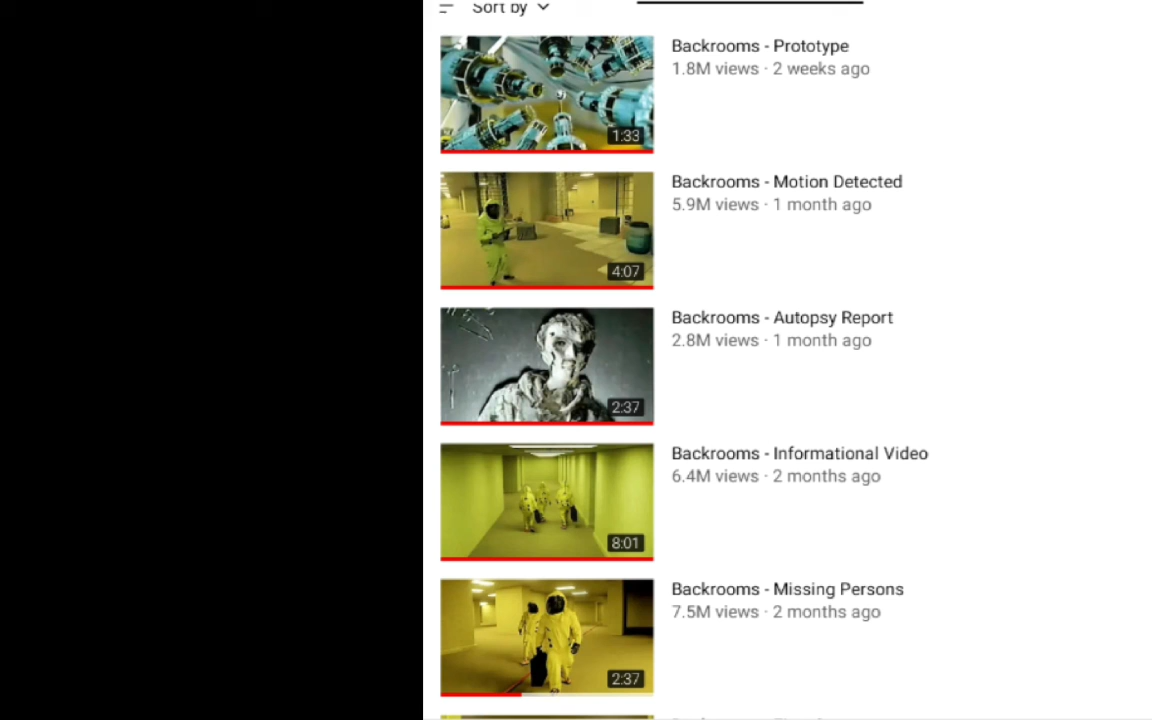 Sort by
Backrooms - Prototype
1.8M views · 2 weeks ago
1:33
Backrooms - Motion Detected
5.9M views · 1 month ago
4:07
Backrooms - Autopsy Report
2.8M views · 1 month ago
2:37
Backrooms - Informational Video
6.4M views · 2 months ago
8:01
Backrooms - Missing Persons
7.5M views · 2 months ago
2:37